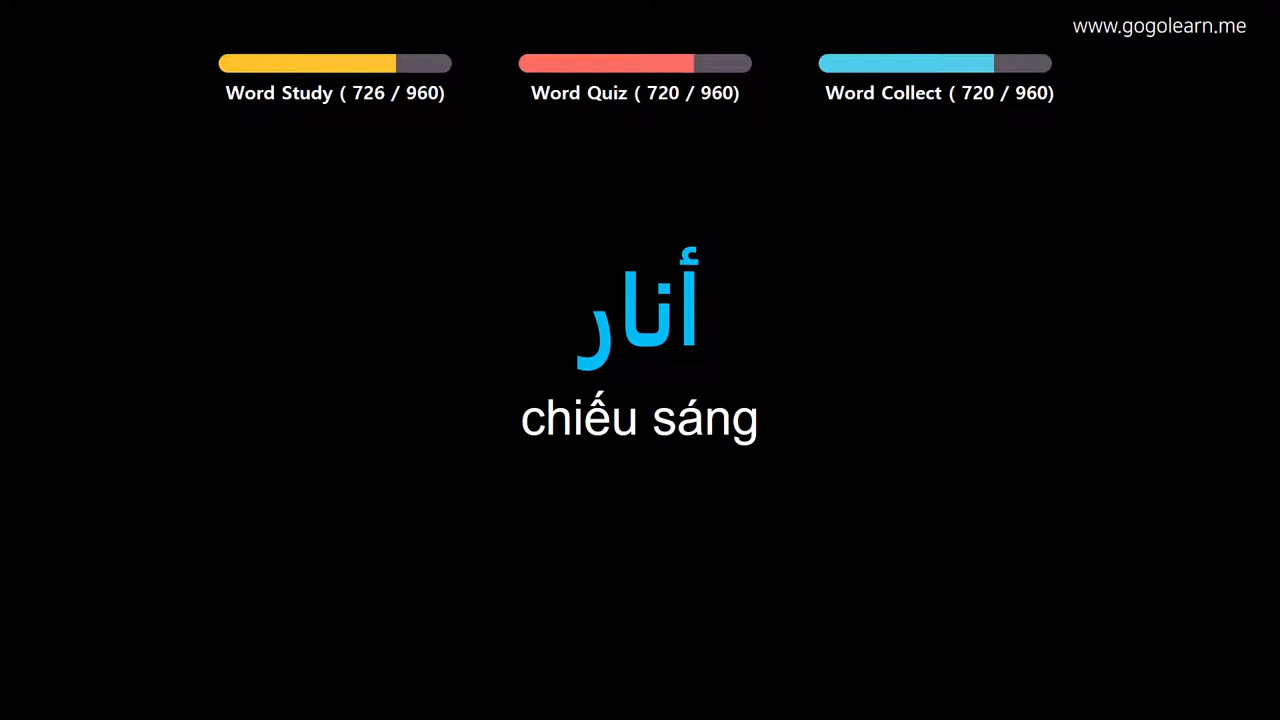 www.gogolearn.me
Word Study ( 726 / 960)
Word Quiz ( 720 / 960)
Word Collect ( 720 / 960)
أنار
chiếu sáng